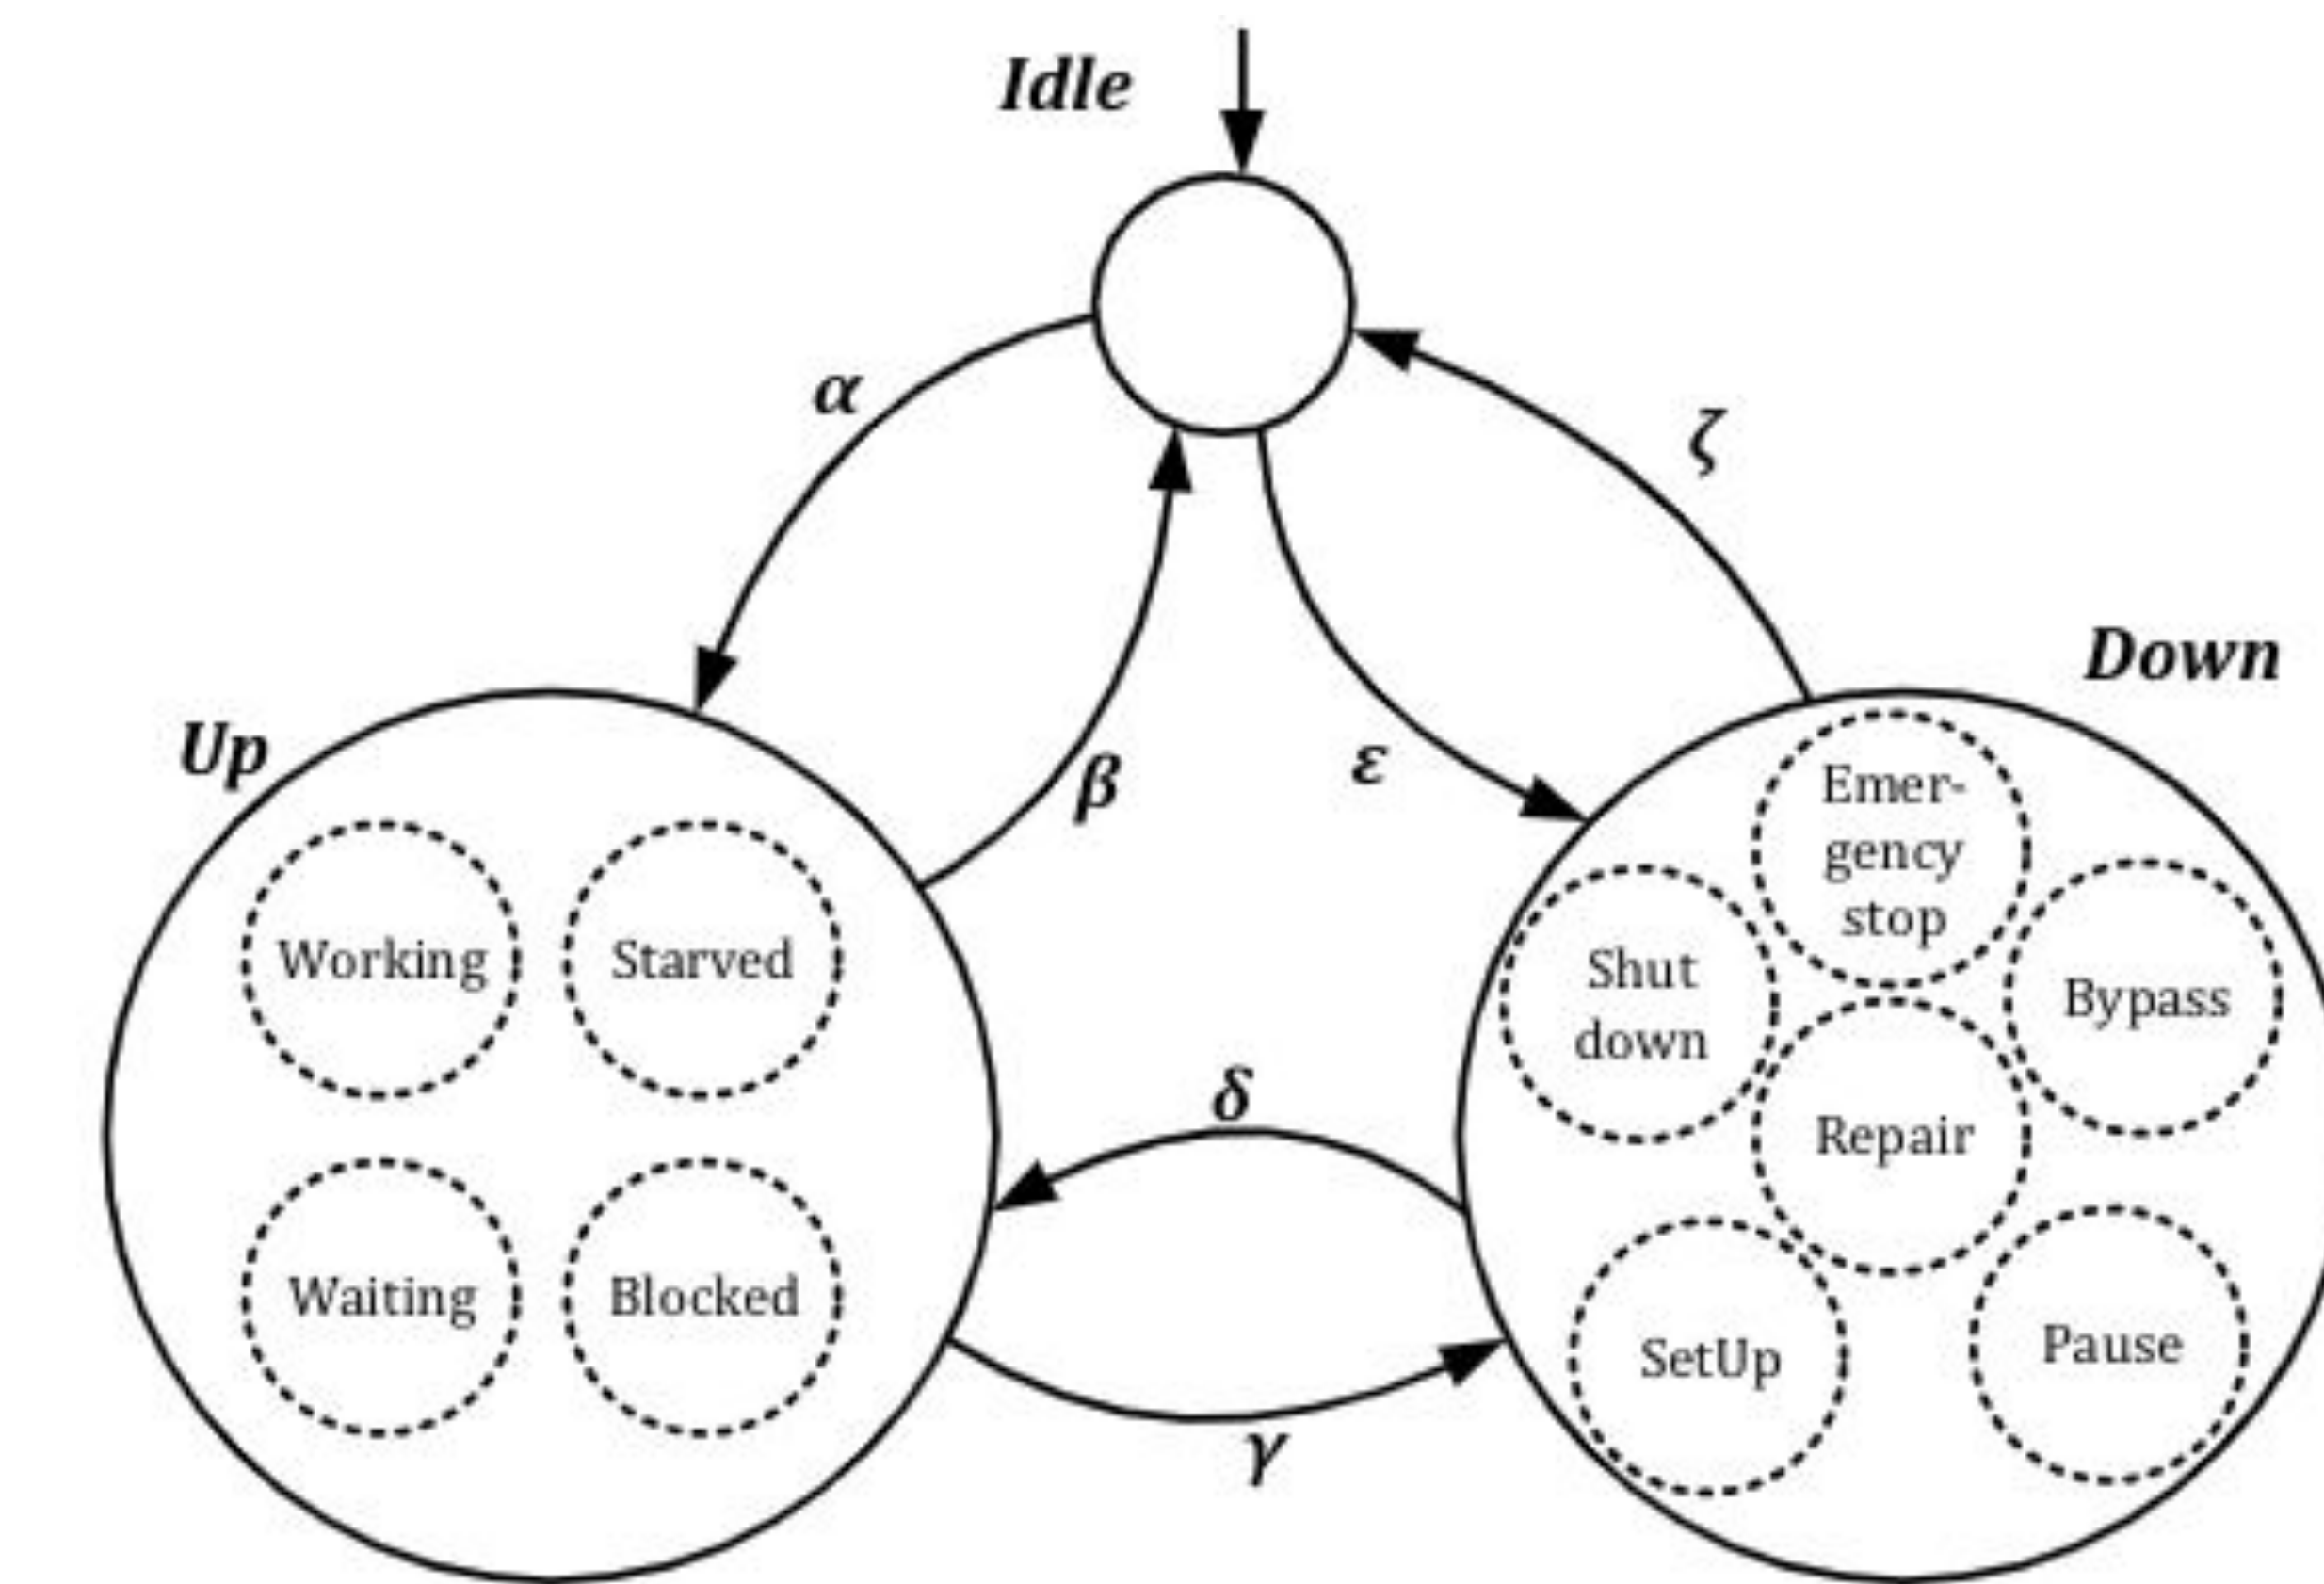 Idle
α
ζ
Down
Up
β
ε
Emer-
gency
stop
Working
Starved
Shut
down
Bypass
δ
Repair
Waiting
Blocked
SetUp
Pause
γ